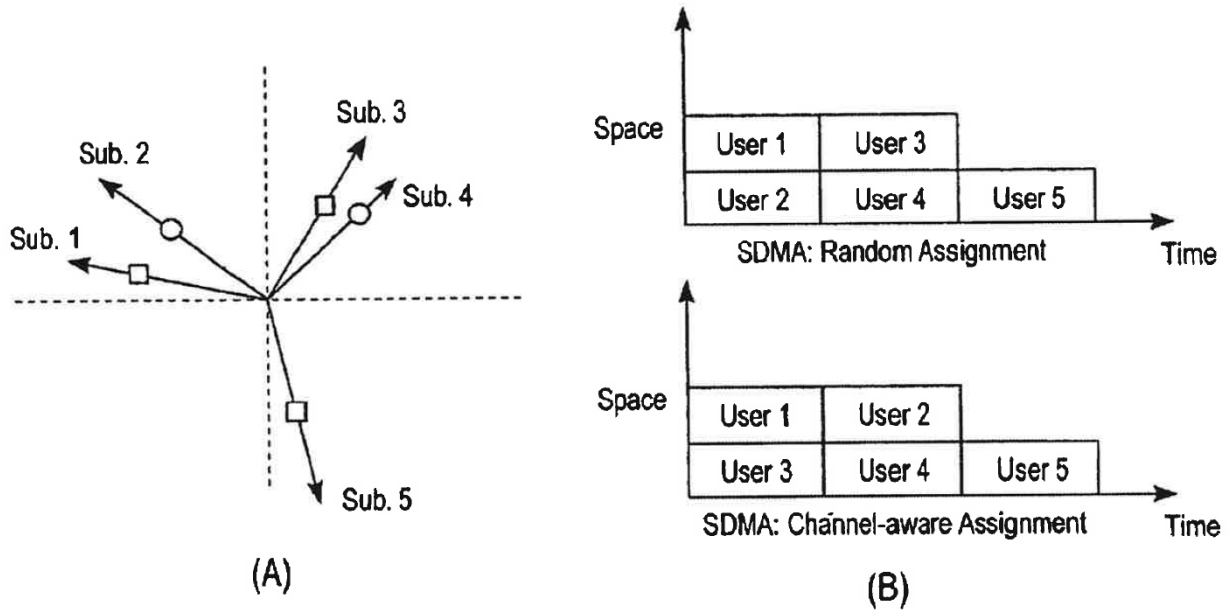 Sub. 3
Sub. 2
Sub. 4
Sub. 1
Sub. 5
(A)
Space
User 1 User 3
User 2 User 4 User 5
SDMA: Random Assignment
Time
Space
User 1 User 2
User 3 User 4 User 5
SDMA: Channel-aware Assignment
Time
(B)